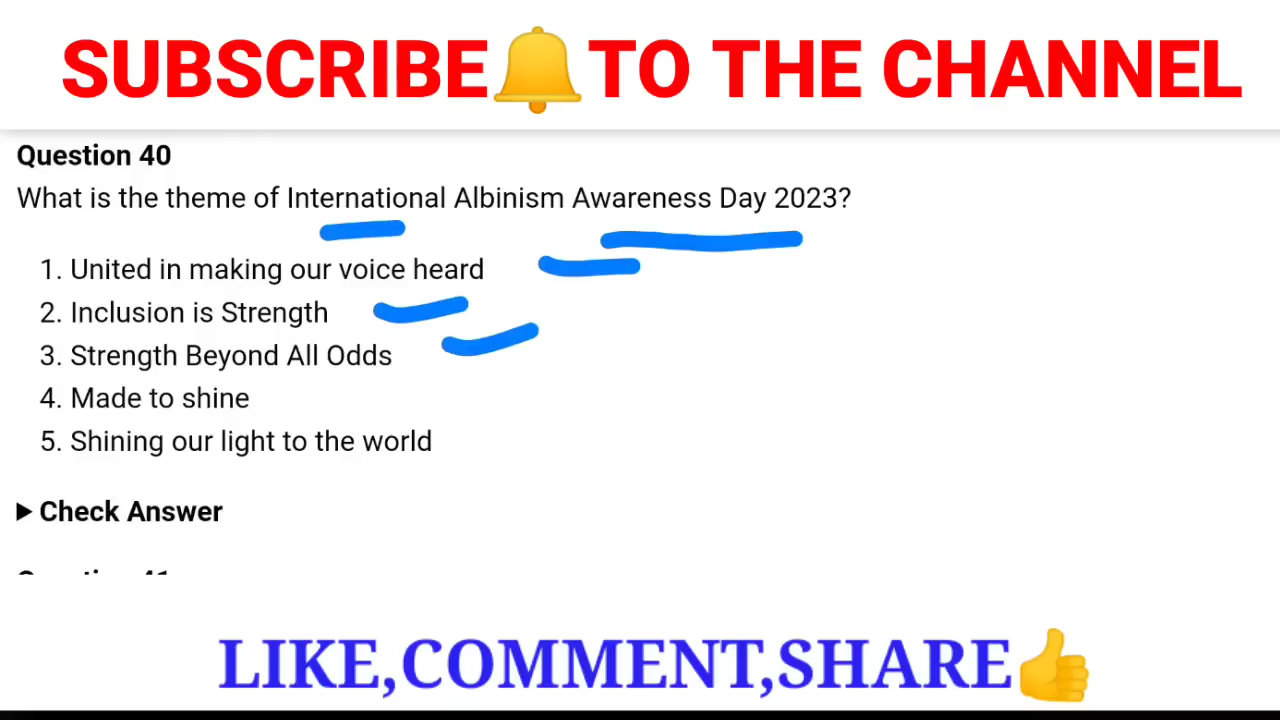 SUBSCRIBE🔔TO THE CHANNEL
Question 40
What is the theme of International Albinism Awareness Day 2023?
1. United in making our voice heard
2. Inclusion is Strength
3. Strength Beyond All Odds
4. Made to shine
5. Shining our light to the world
▶ Check Answer
LIKE,COMMENT,SHARE👍